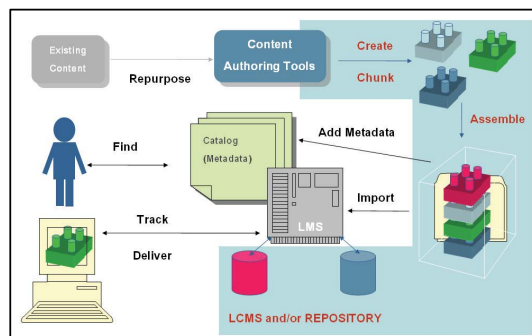 Existing
Content
Repurpose
Content
Authoring Tools
Create
Chunk
Assemble
Find
Catalog
(Metadata)
Add Metadata
Import
Track
Deliver
LMS
LCMS and/or REPOSITORY